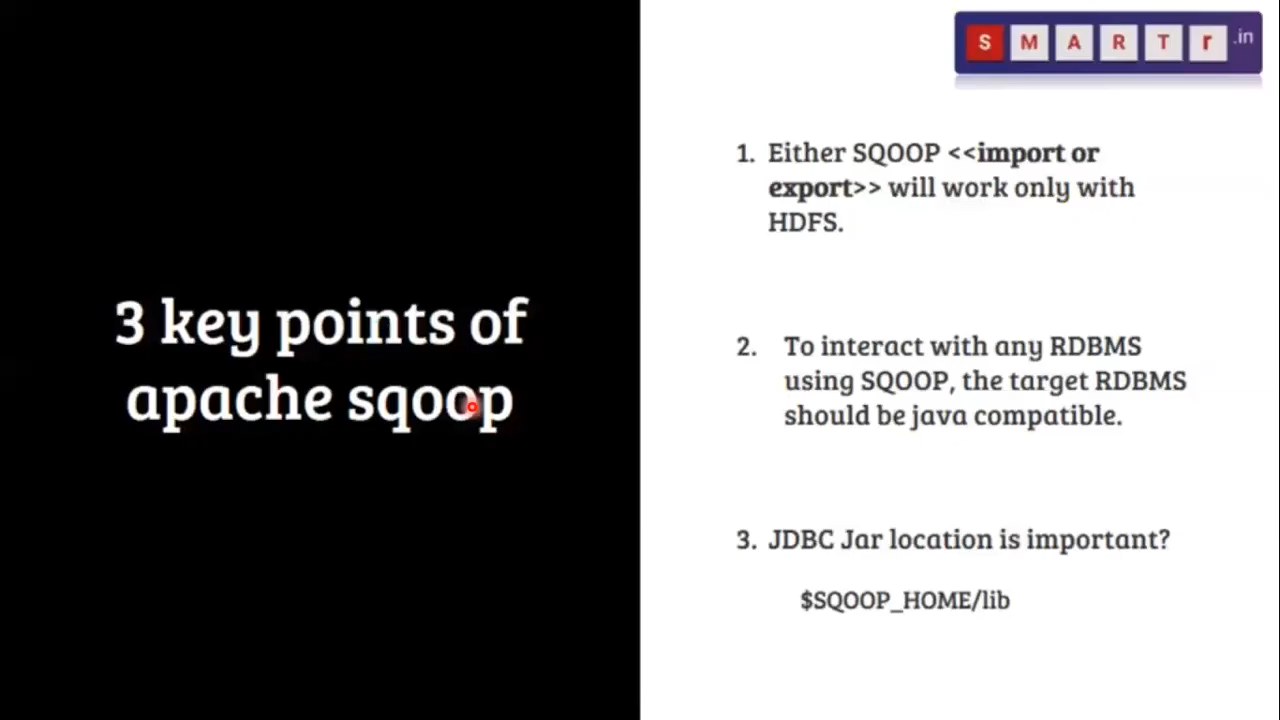 S M A R T r .in
3 key points of
apache sqoop
1. Either SQOOP <<import or
export>> will work only with
HDFS.
2. To interact with any RDBMS
using SQOOP, the target RDBMS
should be java compatible.
3. JDBC Jar location is important?
$SQOOP_HOME/lib